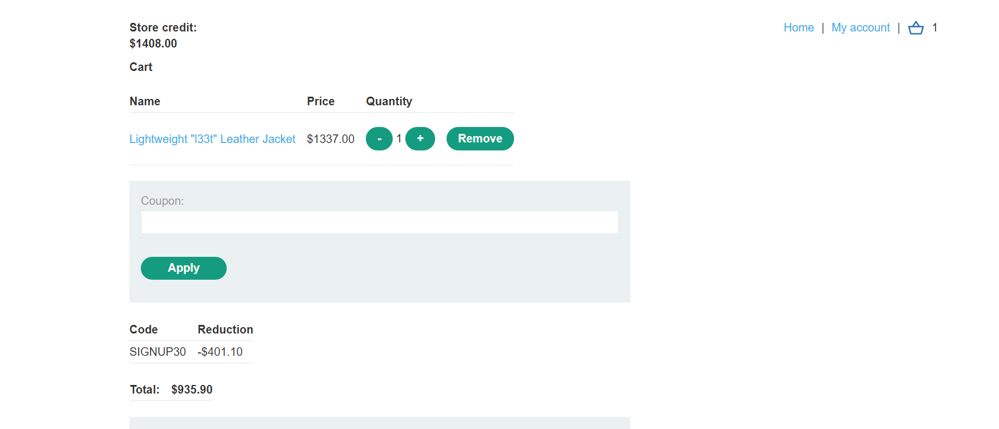 Store credit:
$1408.00
Home | My account | 1
Cart
Name Price Quantity
Lightweight "l33t" Leather Jacket $1337.00 - 1 + Remove
Coupon:
Apply
Code Reduction
SIGNUP30 -$401.10
Total: $935.90